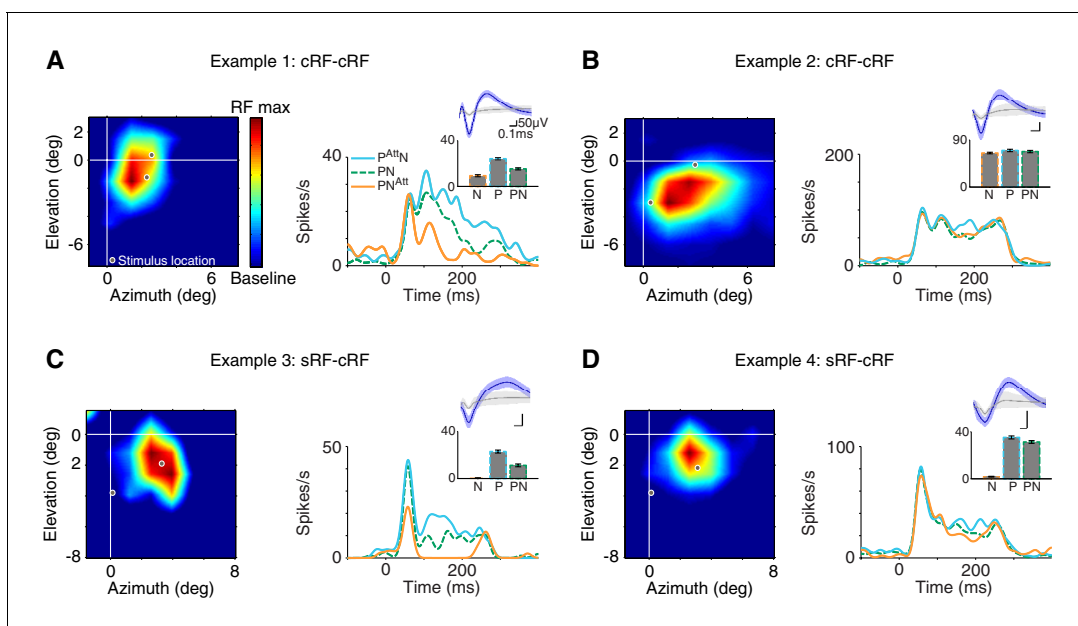 A
Example 1: cRF-cRF
RF max
Baseline
Elevation (deg)
2
0
-6
Stimulus location
0
6
Azimuth (deg)
P^Att N
PN
PN^Att
Spikes/s
40
0
0
200
Time (ms)
50μV
0.1ms
40
0
N P PN
B
Example 2: cRF-cRF
Elevation (deg)
2
0
-6
0
6
Azimuth (deg)
Spikes/s
200
0
0
200
Time (ms)
90
0
N P PN
C
Example 3: sRF-cRF
Elevation (deg)
0
2
-8
0
8
Azimuth (deg)
Spikes/s
50
0
0
200
Time (ms)
40
0
N P PN
D
Example 4: sRF-cRF
Elevation (deg)
0
2
-8
0
8
Azimuth (deg)
Spikes/s
100
0
0
200
Time (ms)
40
0
N P PN